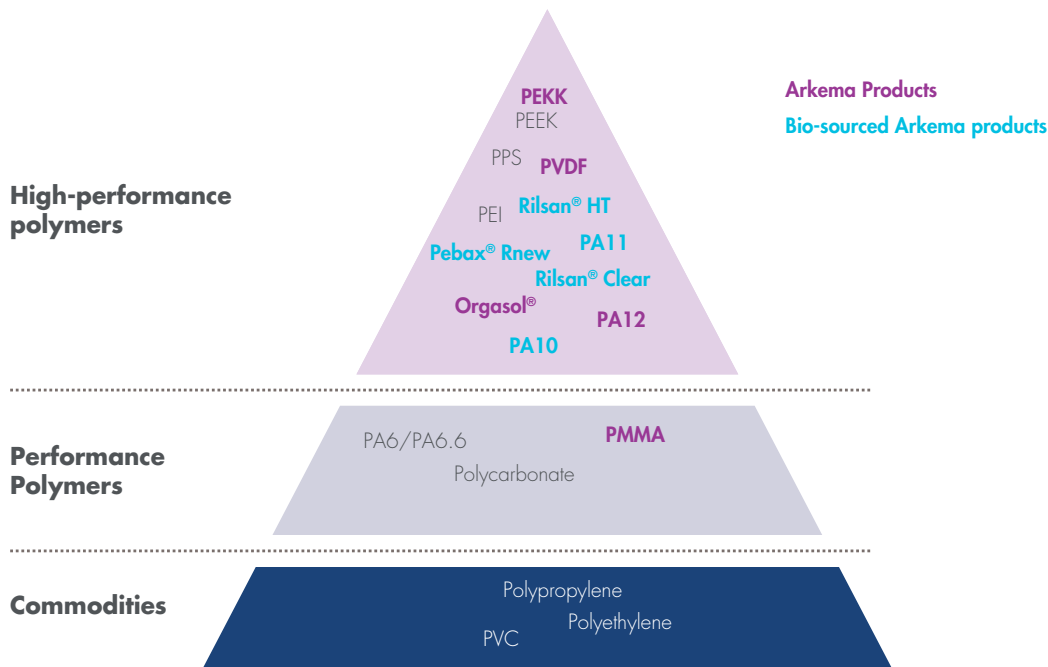 PEKK
PEEK
Arkema Products
Bio-sourced Arkema products
PPS
PVDF
High-performance
polymers
Rilsan® HT
PEI
PA11
Pebax® Rnew
Rilsan® Clear
Orgasol®
PA12
PA10
Performance
Polymers
PA6/PA6.6
PMMA
Polycarbonate
Commodities
Polypropylene
Polyethylene
PVC